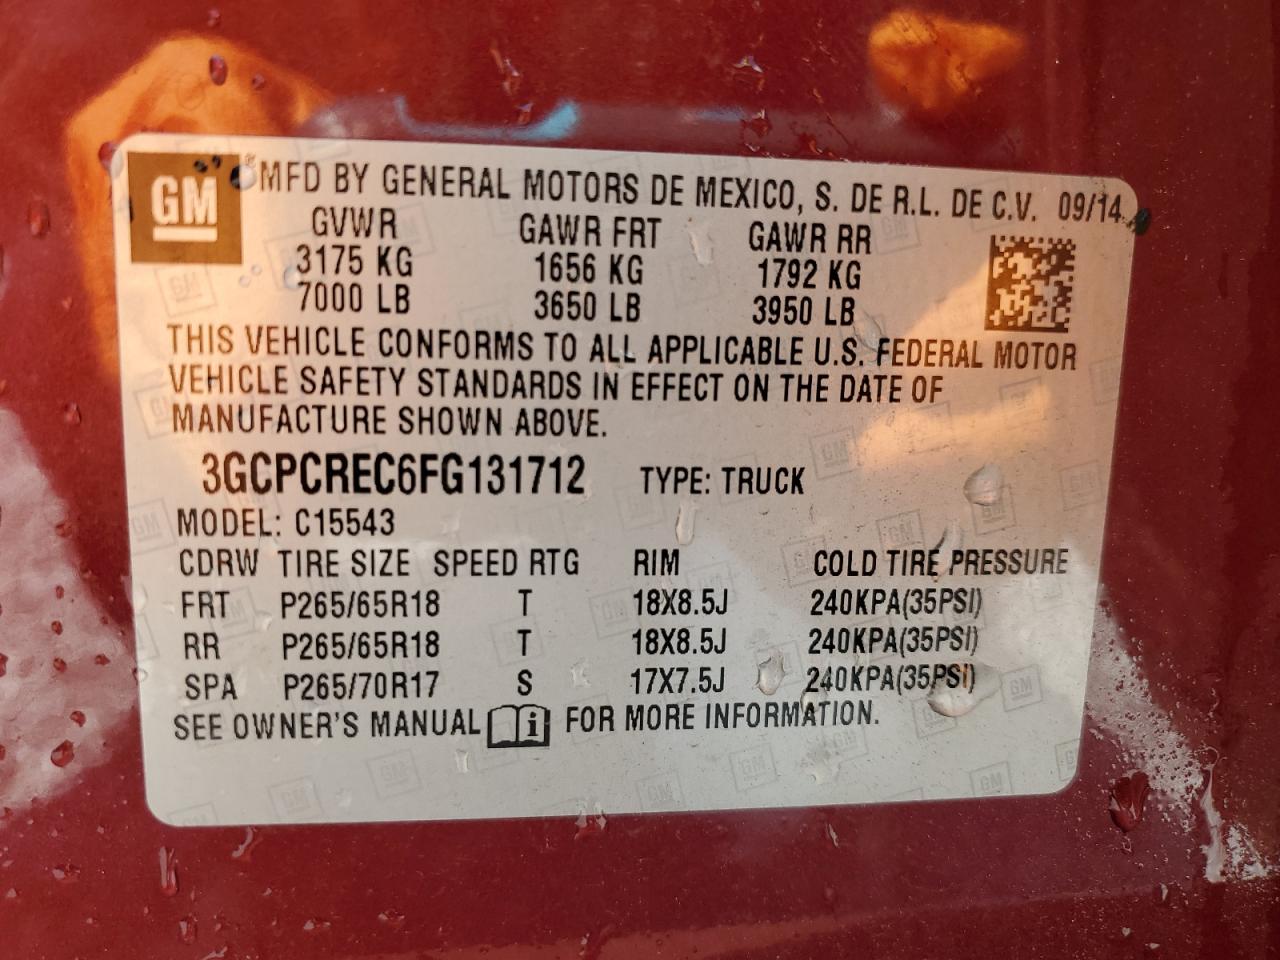 GM ® MFD BY GENERAL MOTORS DE MEXICO, S. DE R.L. DE C.V. 09/14
GVWR GAWR FRT GAWR RR
3175 KG 1656 KG 1792 KG
7000 LB 3650 LB 3950 LB
THIS VEHICLE CONFORMS TO ALL APPLICABLE U.S. FEDERAL MOTOR
VEHICLE SAFETY STANDARDS IN EFFECT ON THE DATE OF
MANUFACTURE SHOWN ABOVE.
3GCPCREC6FG131712 TYPE: TRUCK
MODEL: C15543
CDRW TIRE SIZE SPEED RTG RIM COLD TIRE PRESSURE
FRT P265/65R18 T 18X8.5J 240KPA(35PSI)
RR P265/65R18 T 18X8.5J 240KPA(35PSI)
SPA P265/70R17 S 17X7.5J 240KPA(35PSI)
SEE OWNER'S MANUAL i FOR MORE INFORMATION.